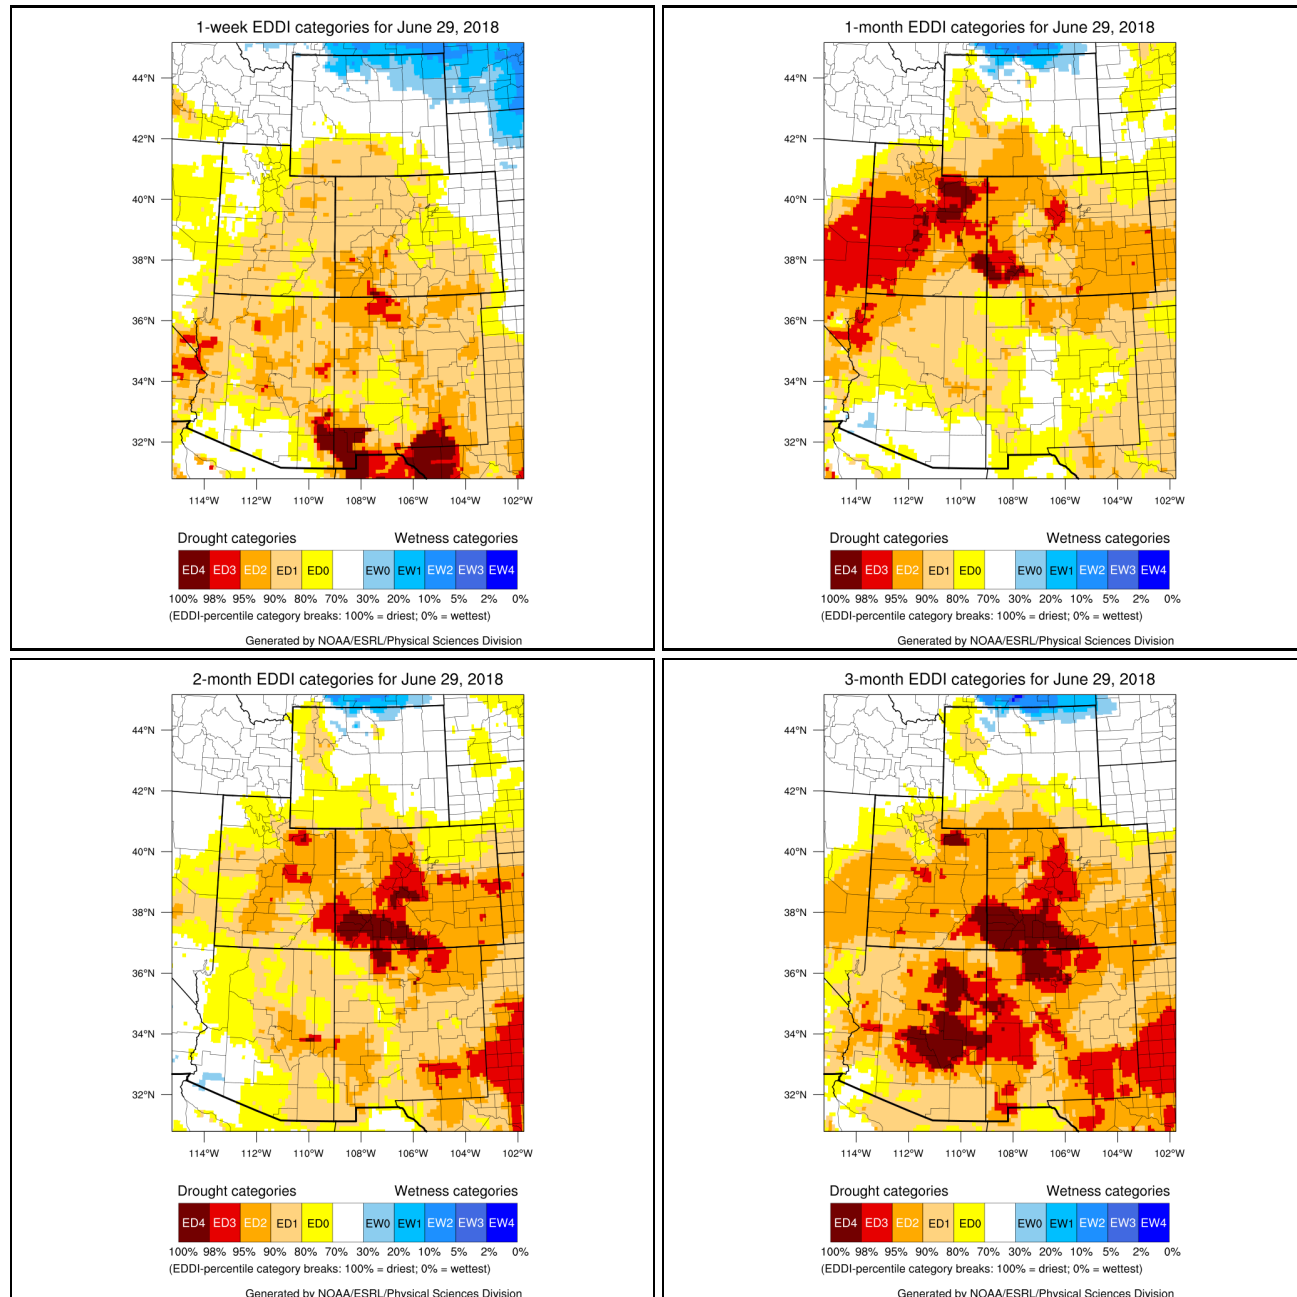 1-week EDDI categories for June 29, 2018
44°N
42°N
40°N
38°N
36°N
34°N
32°N
114°W 112°W 110°W 108°W 106°W 104°W 102°W
Drought categories Wetness categories
ED4 ED3 ED2 ED1 ED0 EW0 EW1 EW2 EW3 EW4
100% 98% 95% 90% 80% 70% 30% 20% 10% 5% 2% 0%
(EDDI-percentile category breaks: 100% = driest; 0% = wettest)
Generated by NOAA/ESRL/Physical Sciences Division
1-month EDDI categories for June 29, 2018
44°N
42°N
40°N
38°N
36°N
34°N
32°N
114°W 112°W 110°W 108°W 106°W 104°W 102°W
Drought categories Wetness categories
ED4 ED3 ED2 ED1 ED0 EW0 EW1 EW2 EW3 EW4
100% 98% 95% 90% 80% 70% 30% 20% 10% 5% 2% 0%
(EDDI-percentile category breaks: 100% = driest; 0% = wettest)
Generated by NOAA/ESRL/Physical Sciences Division
2-month EDDI categories for June 29, 2018
44°N
42°N
40°N
38°N
36°N
34°N
32°N
114°W 112°W 110°W 108°W 106°W 104°W 102°W
Drought categories Wetness categories
ED4 ED3 ED2 ED1 ED0 EW0 EW1 EW2 EW3 EW4
100% 98% 95% 90% 80% 70% 30% 20% 10% 5% 2% 0%
(EDDI-percentile category breaks: 100% = driest; 0% = wettest)
Generated by NOAA/ESRL/Physical Sciences Division
3-month EDDI categories for June 29, 2018
44°N
42°N
40°N
38°N
36°N
34°N
32°N
114°W 112°W 110°W 108°W 106°W 104°W 102°W
Drought categories Wetness categories
ED4 ED3 ED2 ED1 ED0 EW0 EW1 EW2 EW3 EW4
100% 98% 95% 90% 80% 70% 30% 20% 10% 5% 2% 0%
(EDDI-percentile category breaks: 100% = driest; 0% = wettest)
Generated by NOAA/ESRL/Physical Sciences Division